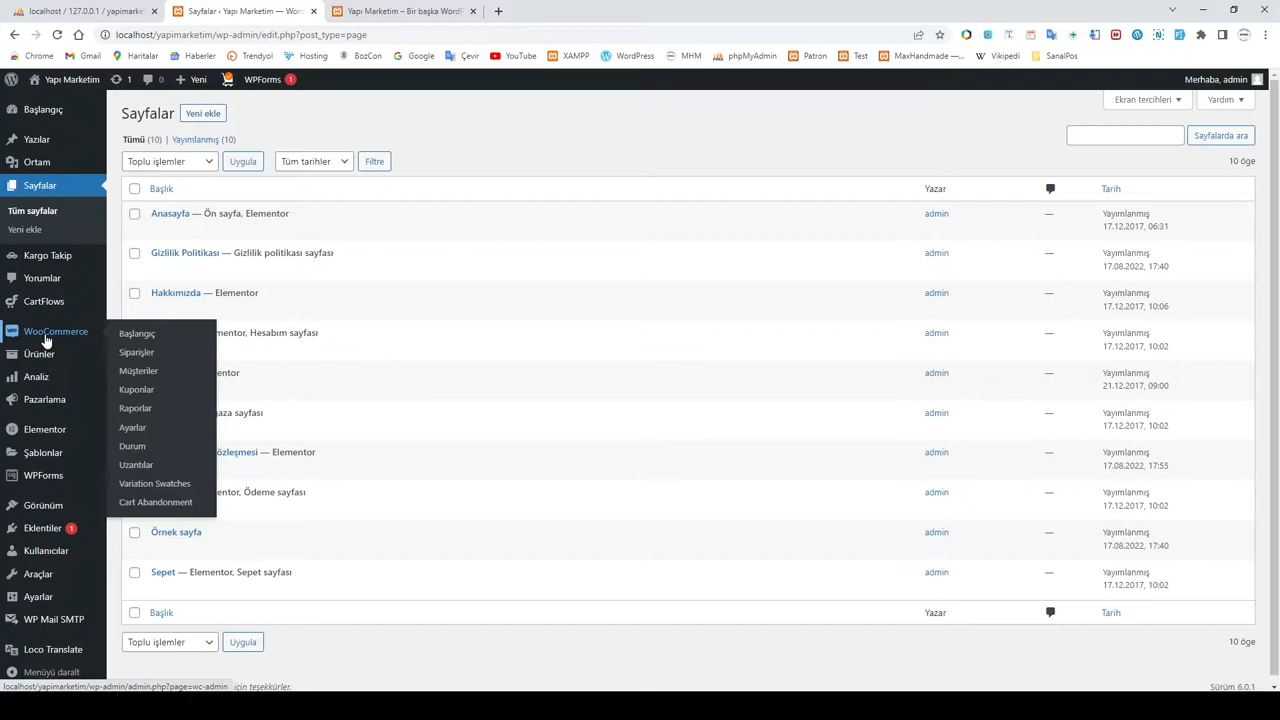 localhost / 127.0.0.1 / yapimarketim
Sayfalar ‹ Yapı Marketim — Wor
Yapı Marketim – Bir başka WordP
localhost/yapimarketim/wp-admin/edit.php?post_type=page
Chrome Gmail Haritalar Haberler Trendyol Hosting BozCon Google Çevir YouTube XAMPP WordPress MHM phpMyAdmin Patron Test MaxHandmade —... Vikipedi SanalPos
Yapı Marketim 1 0 Yeni WPForms 1 Merhaba, admin
Ekran tercihleri Yardım
Başlangıç
Yazılar
Ortam
Sayfalar
Tüm sayfalar
Yeni ekle
Kargo Takip
Yorumlar
CartFlows
WooCommerce
Ürünler
Analiz
Pazarlama
Elementor
Şablonlar
WPForms
Görünüm
Eklentiler 1
Kullanıcılar
Araçlar
Ayarlar
WP Mail SMTP
Loco Translate
Menüyü daralt
Başlangıç
Siparişler
Müşteriler
Kuponlar
Raporlar
Ayarlar
Durum
Uzantılar
Variation Swatches
Cart Abandonment
Sayfalar Yeni ekle
Tümü (10) | Yayımlanmış (10)
Sayfalarda ara
Toplu işlemler Uygula Tüm tarihler Filtre 10 öge
Başlık Yazar Tarih
Anasayfa — Ön sayfa, Elementor admin — Yayımlanmış
17.12.2017, 06:31
Gizlilik Politikası — Gizlilik politikası sayfası admin — Yayımlanmış
17.08.2022, 17:40
Hakkımızda — Elementor admin — Yayımlanmış
17.12.2017, 10:06
mentor, Hesabım sayfası admin — Yayımlanmış
17.12.2017, 10:02
entor admin — Yayımlanmış
21.12.2017, 09:00
gaza sayfası admin — Yayımlanmış
17.12.2017, 10:02
özleşmesi — Elementor admin — Yayımlanmış
17.08.2022, 17:55
mentor, Ödeme sayfası admin — Yayımlanmış
17.12.2017, 10:02
Örnek sayfa admin — Yayımlanmış
17.08.2022, 17:40
Sepet — Elementor, Sepet sayfası admin — Yayımlanmış
17.12.2017, 10:02
Başlık Yazar Tarih
Toplu işlemler Uygula 10 öge
localhost/yapimarketim/wp-admin/admin.php?page=wc-admin için teşekkürler. Sürüm 6.0.1